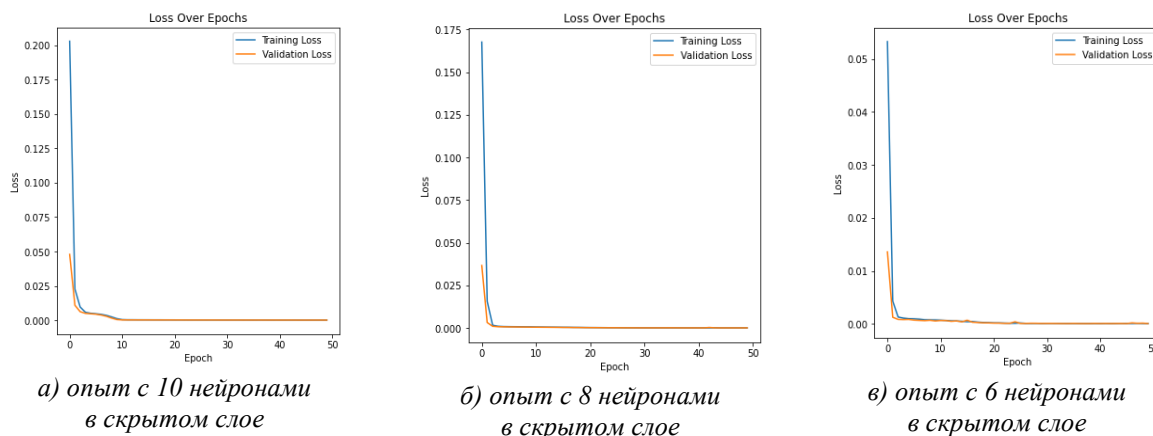 Loss Over Epochs
Training Loss
Validation Loss
0.200
0.175
0.150
0.125
0.100
0.075
0.050
0.025
0.000
Loss
0 10 20 30 40 50
Epoch
а) опыт с 10 нейронами
в скрытом слое
Loss Over Epochs
Training Loss
Validation Loss
0.175
0.150
0.125
0.100
0.075
0.050
0.025
0.000
Loss
0 10 20 30 40 50
Epoch
б) опыт с 8 нейронами
в скрытом слое
Loss Over Epochs
Training Loss
Validation Loss
0.05
0.04
0.03
0.02
0.01
0.00
Loss
0 10 20 30 40 50
Epoch
в) опыт с 6 нейронами
в скрытом слое